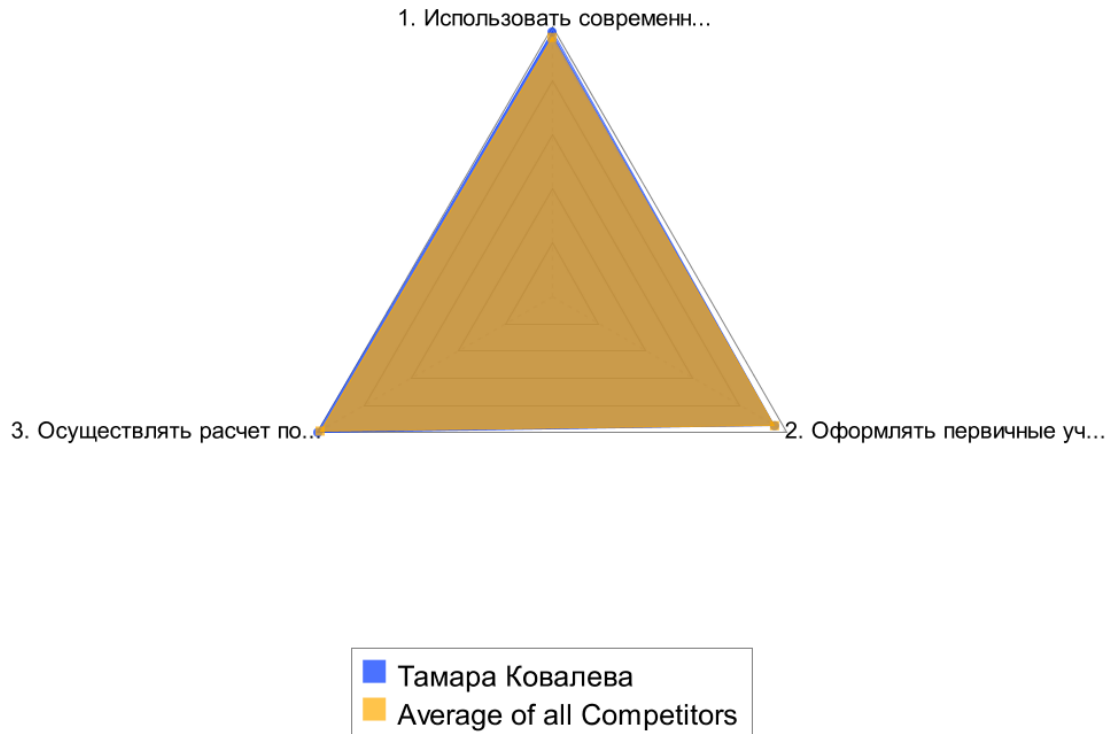 1. Использовать современн...
3. Осуществлять расчет по...
2. Оформлять первичные уч...
Тамара Ковалева
Average of all Competitors